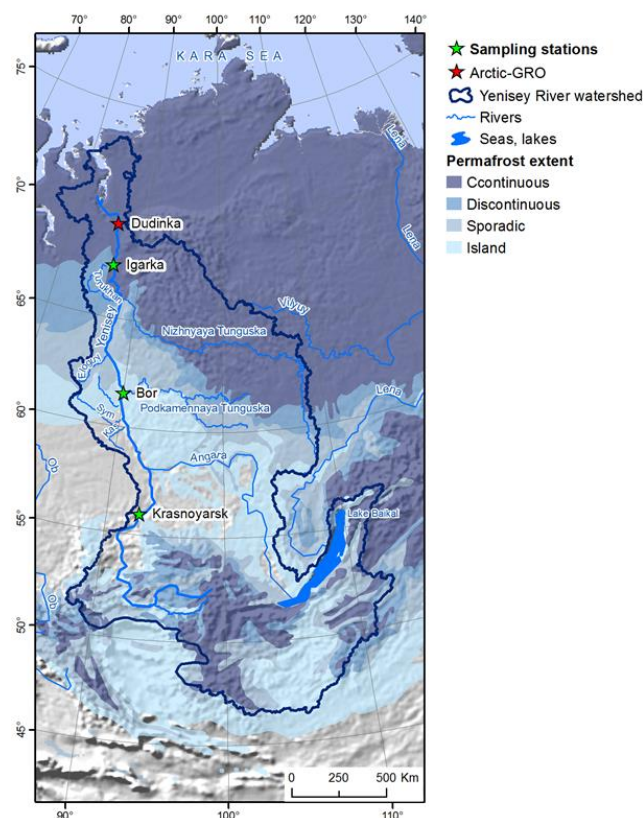 70° 80° 90° 100° 110° 120° 130° 140°
KARA SEA
75°
70°
65°
60°
55°
50°
45°
Lena
Lena
Dudinka
Igarka
Turukhan
Vilyuy
Nizhnyaya Tunguska
Yenisey
Eloguy
Bor
Lena
Podkamennaya Tunguska
Sym
Kas
Angara
Ob
Krasnoyarsk
Lake Baikal
Ob
0 250 500 Km
90° 100° 110°
Sampling stations
Arctic-GRO
Yenisey River watershed
Rivers
Seas, lakes
Permafrost extent
Ccontinuous
Discontinuous
Sporadic
Island